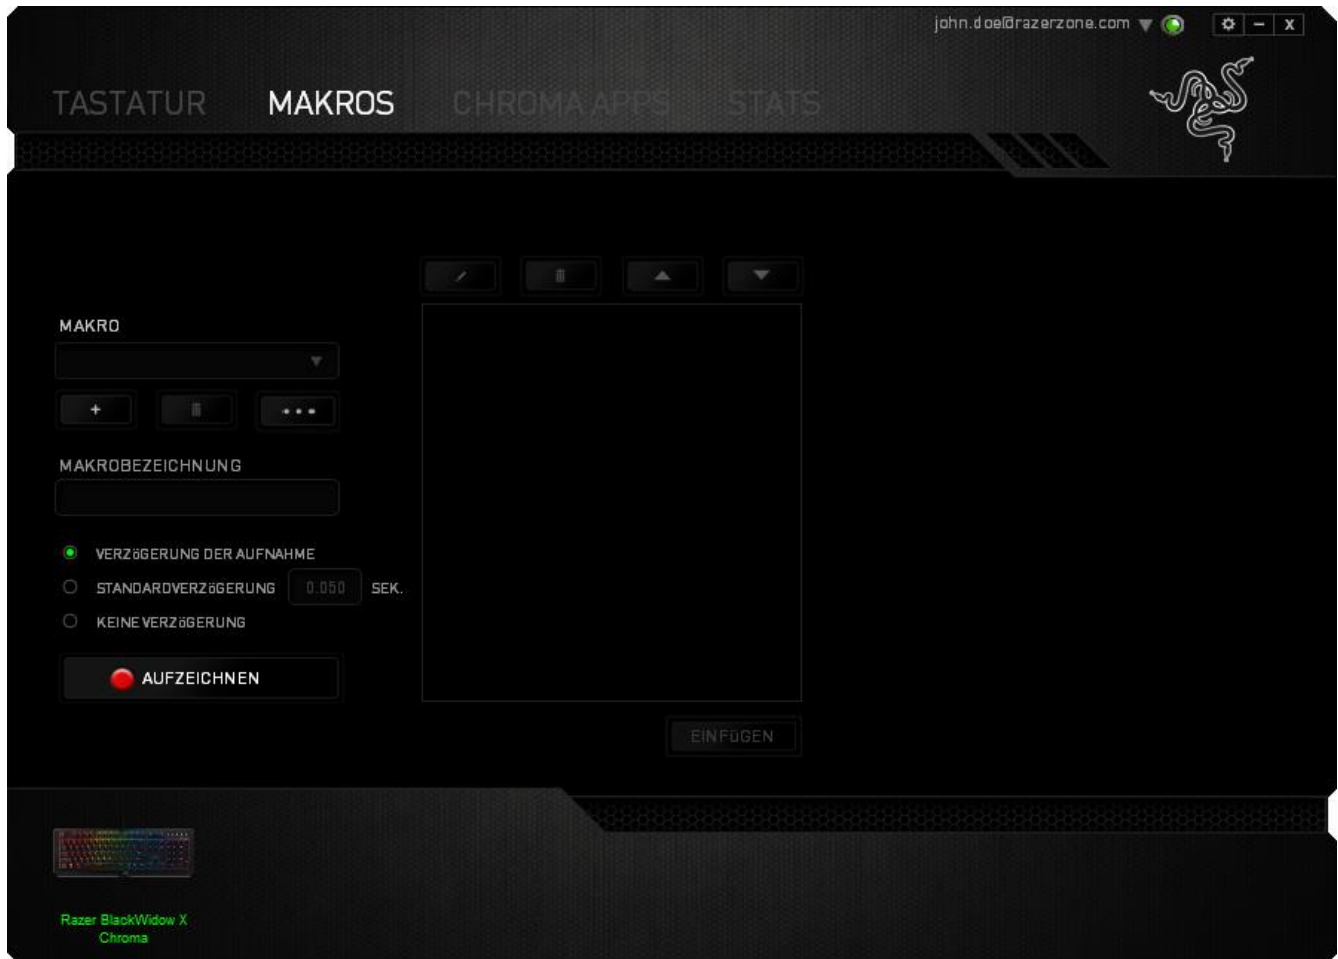 john.doe@razerzone.com
X
TASTATUR MAKROS CHROMA APPS STATS
MAKRO
MAKROBEZEICHNUNG
VERZÖGERUNG DER AUFNAHME
STANDARDVERZÖGERUNG 0.050 SEK.
KEINE VERZÖGERUNG
AUFZEICHNEN
EINFÜGEN
Razer BlackWidow X
Chroma